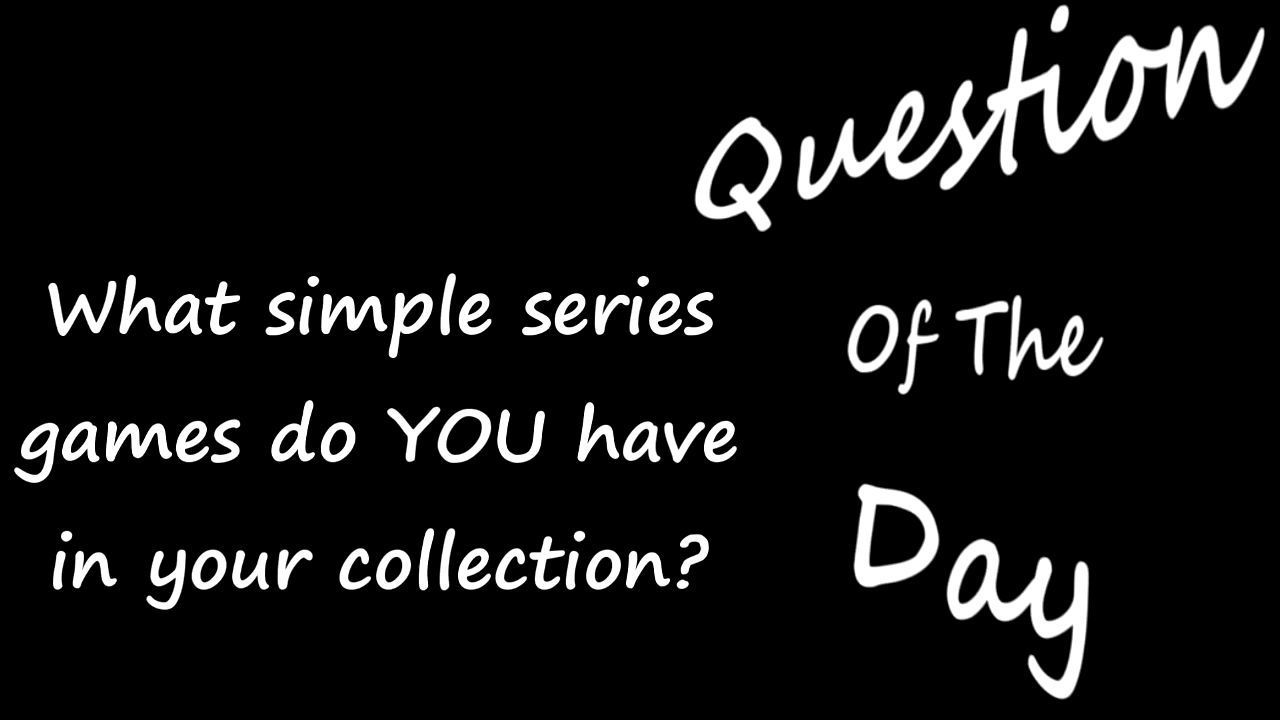 Question
Of The
Day
What simple series
games do YOU have
in your collection?